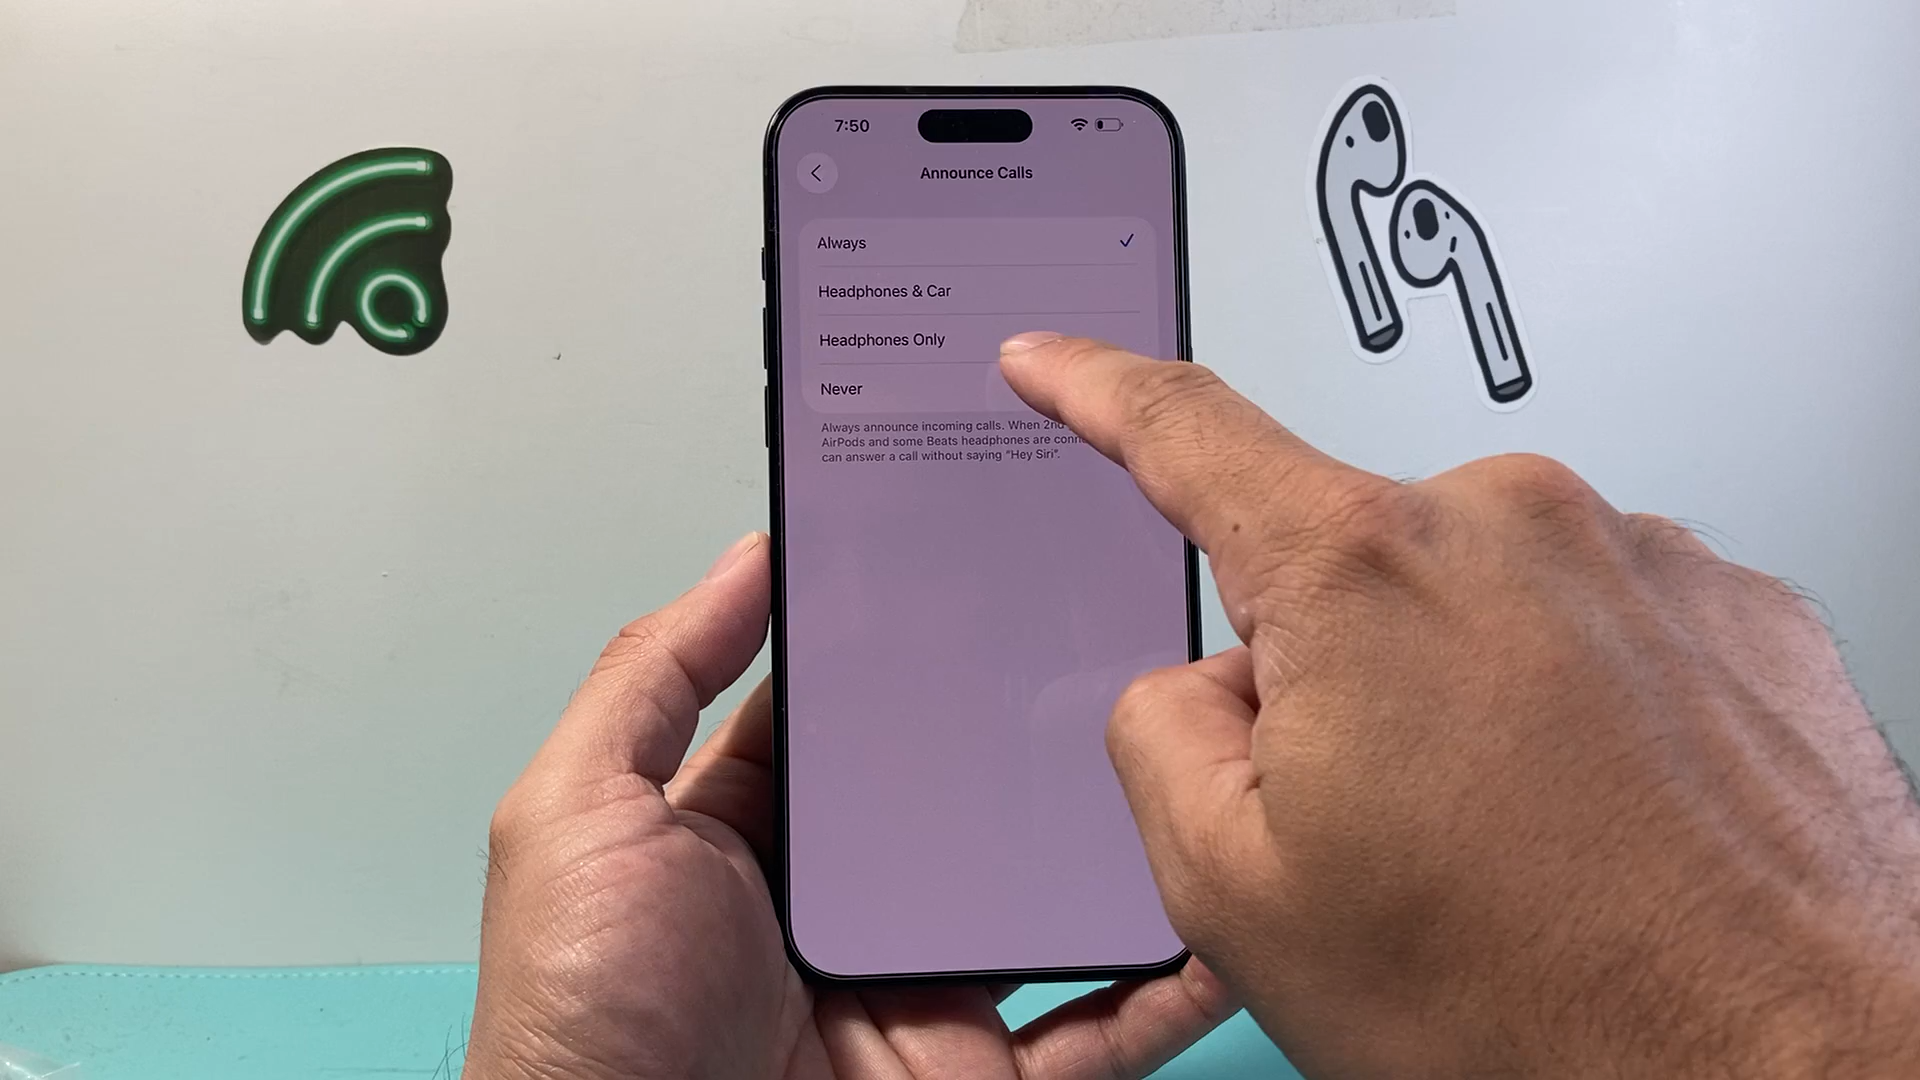 7:50
Announce Calls
Always
Headphones & Car
Headphones Only
Never
Always announce incoming calls. When 2nd
AirPods and some Beats headphones are
can answer a call without saying “Hey Siri”.